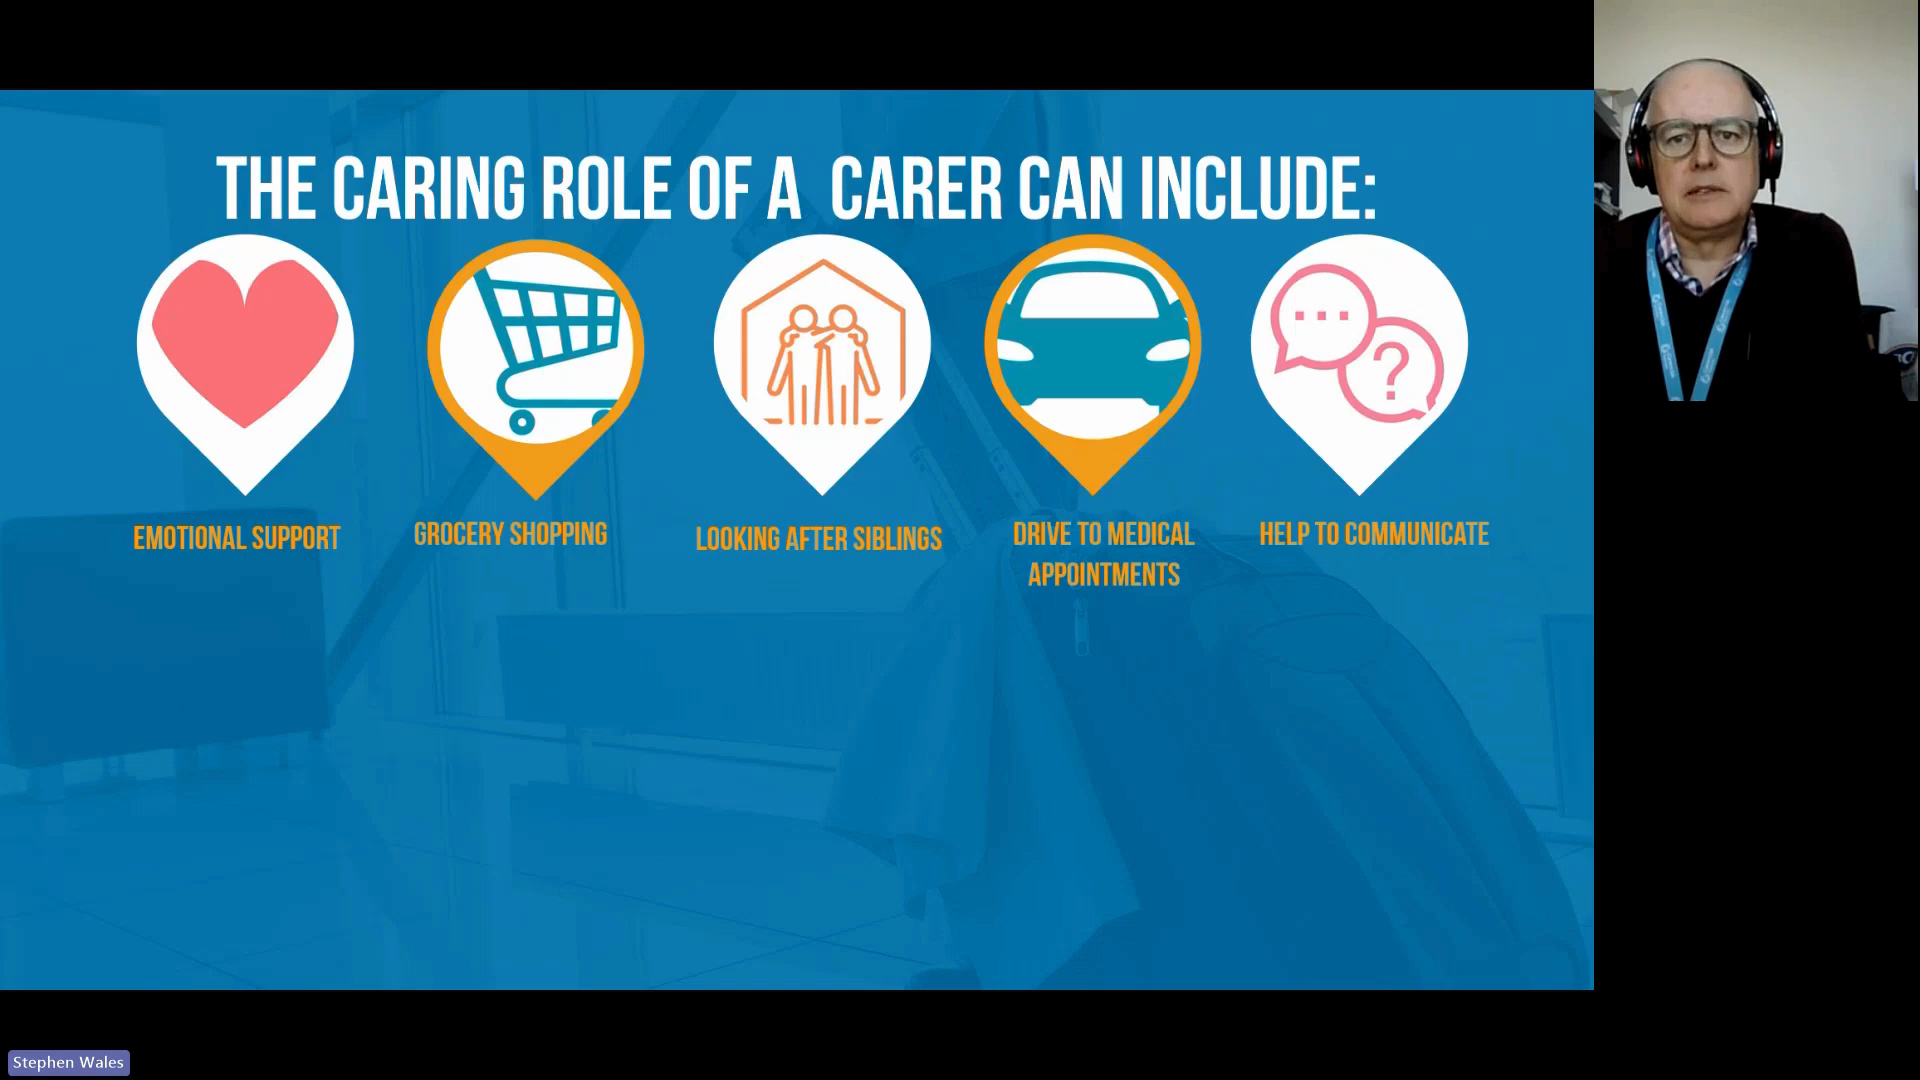 THE CARING ROLE OF A CARER CAN INCLUDE:
EMOTIONAL SUPPORT
GROCERY SHOPPING
LOOKING AFTER SIBLINGS
DRIVE TO MEDICAL
APPOINTMENTS
HELP TO COMMUNICATE
Stephen Wales